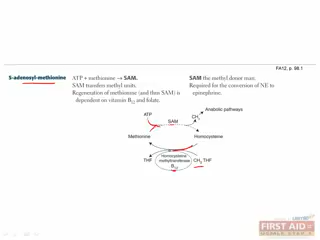 FA12, p. 98.1
S-adenosyl-methionine
ATP + methionine → SAM.
SAM transfers methyl units.
Regeneration of methionine (and thus SAM) is
dependent on vitamin B12 and folate.
SAM the methyl donor man.
Required for the conversion of NE to
epinephrine.
Anabolic pathways
ATP
CH3
SAM
Methionine
Homocysteine
THF
Homocysteine
methyltransferase
B12
CH3 THF
FIRST AID